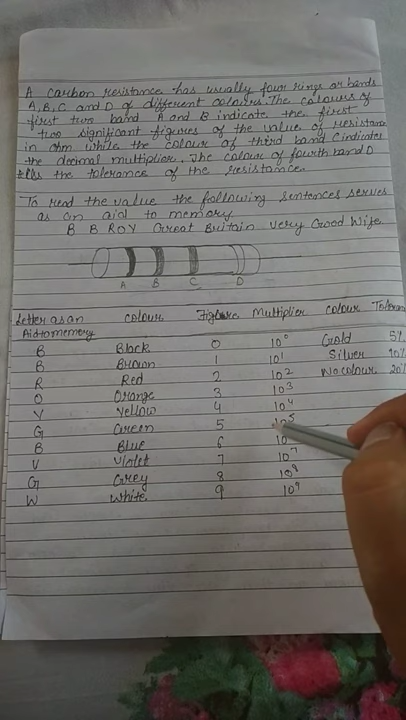 A carbon resistance has usually four rings or bands
A, B, C and D of different colours. The colours of
first two band A and B indicate the first
two significant figures of the value of resistance
in ohm while the colour of third band C indicates
the decimal multiplier. The colour of fourth band D
tells the tolerance of the resistance.
To read the value the following sentences serves
as an aid to memory.
B B ROY Great Britain Very Good Wife
A B C D
Letter as an Aid to memory Colour Figure Multiplier Colour Toleran
B Black 0 10⁰ Gold 5%
B Brown 1 10¹ Silver 10%
R Red 2 10² No colour 20%
O Orange 3 10³
Y Yellow 4 10⁴
G Green 5 10⁵
B Blue 6 10
V Violet 7 10⁷
G Grey 8 10⁸
W White 9 10⁹